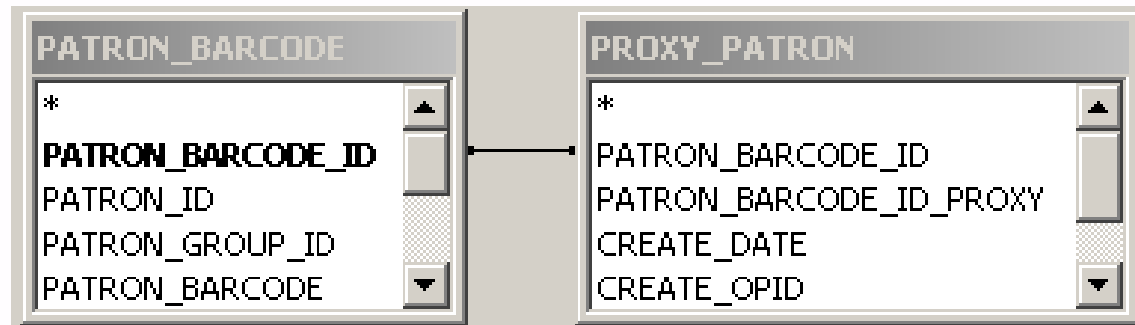 PATRON_BARCODE
*
PATRON_BARCODE_ID
PATRON_ID
PATRON_GROUP_ID
PATRON_BARCODE
PROXY_PATRON
*
PATRON_BARCODE_ID
PATRON_BARCODE_ID_PROXY
CREATE_DATE
CREATE_OPID